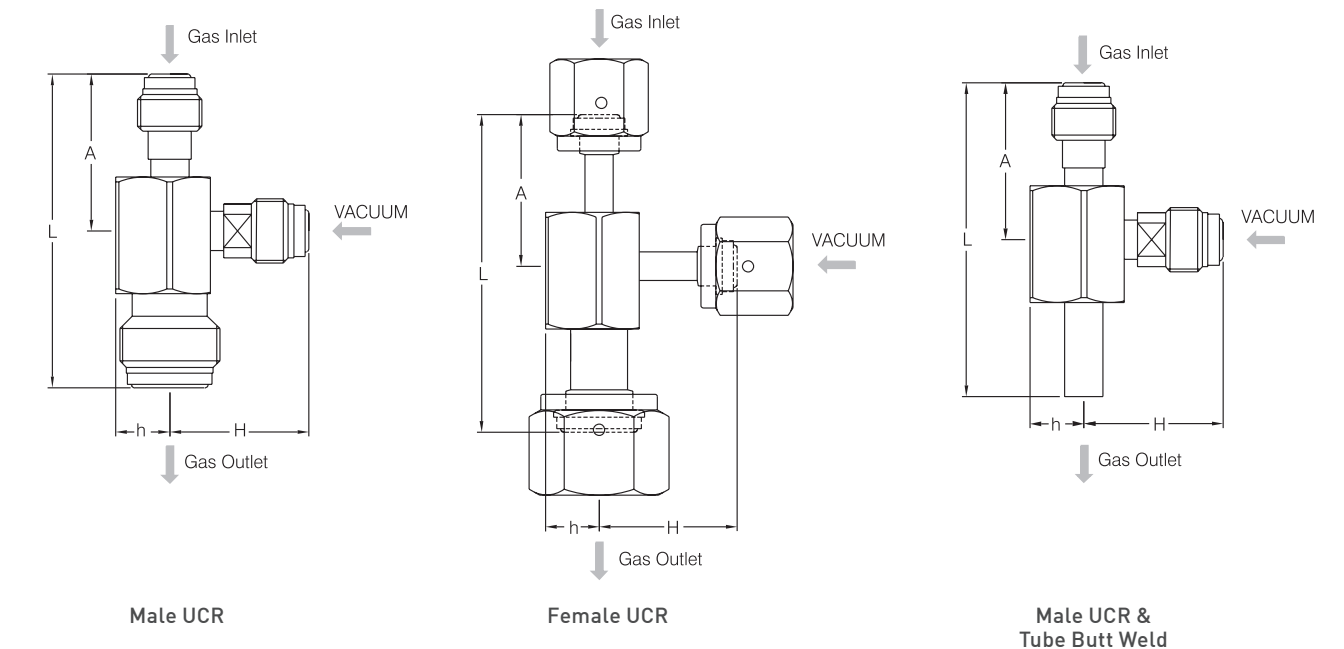 Gas Inlet
A
L
VACUUM
h
H
Gas Outlet
Male UCR
Gas Inlet
A
L
VACUUM
h
H
Gas Outlet
Female UCR
Gas Inlet
A
L
VACUUM
h
H
Gas Outlet
Male UCR &
Tube Butt Weld